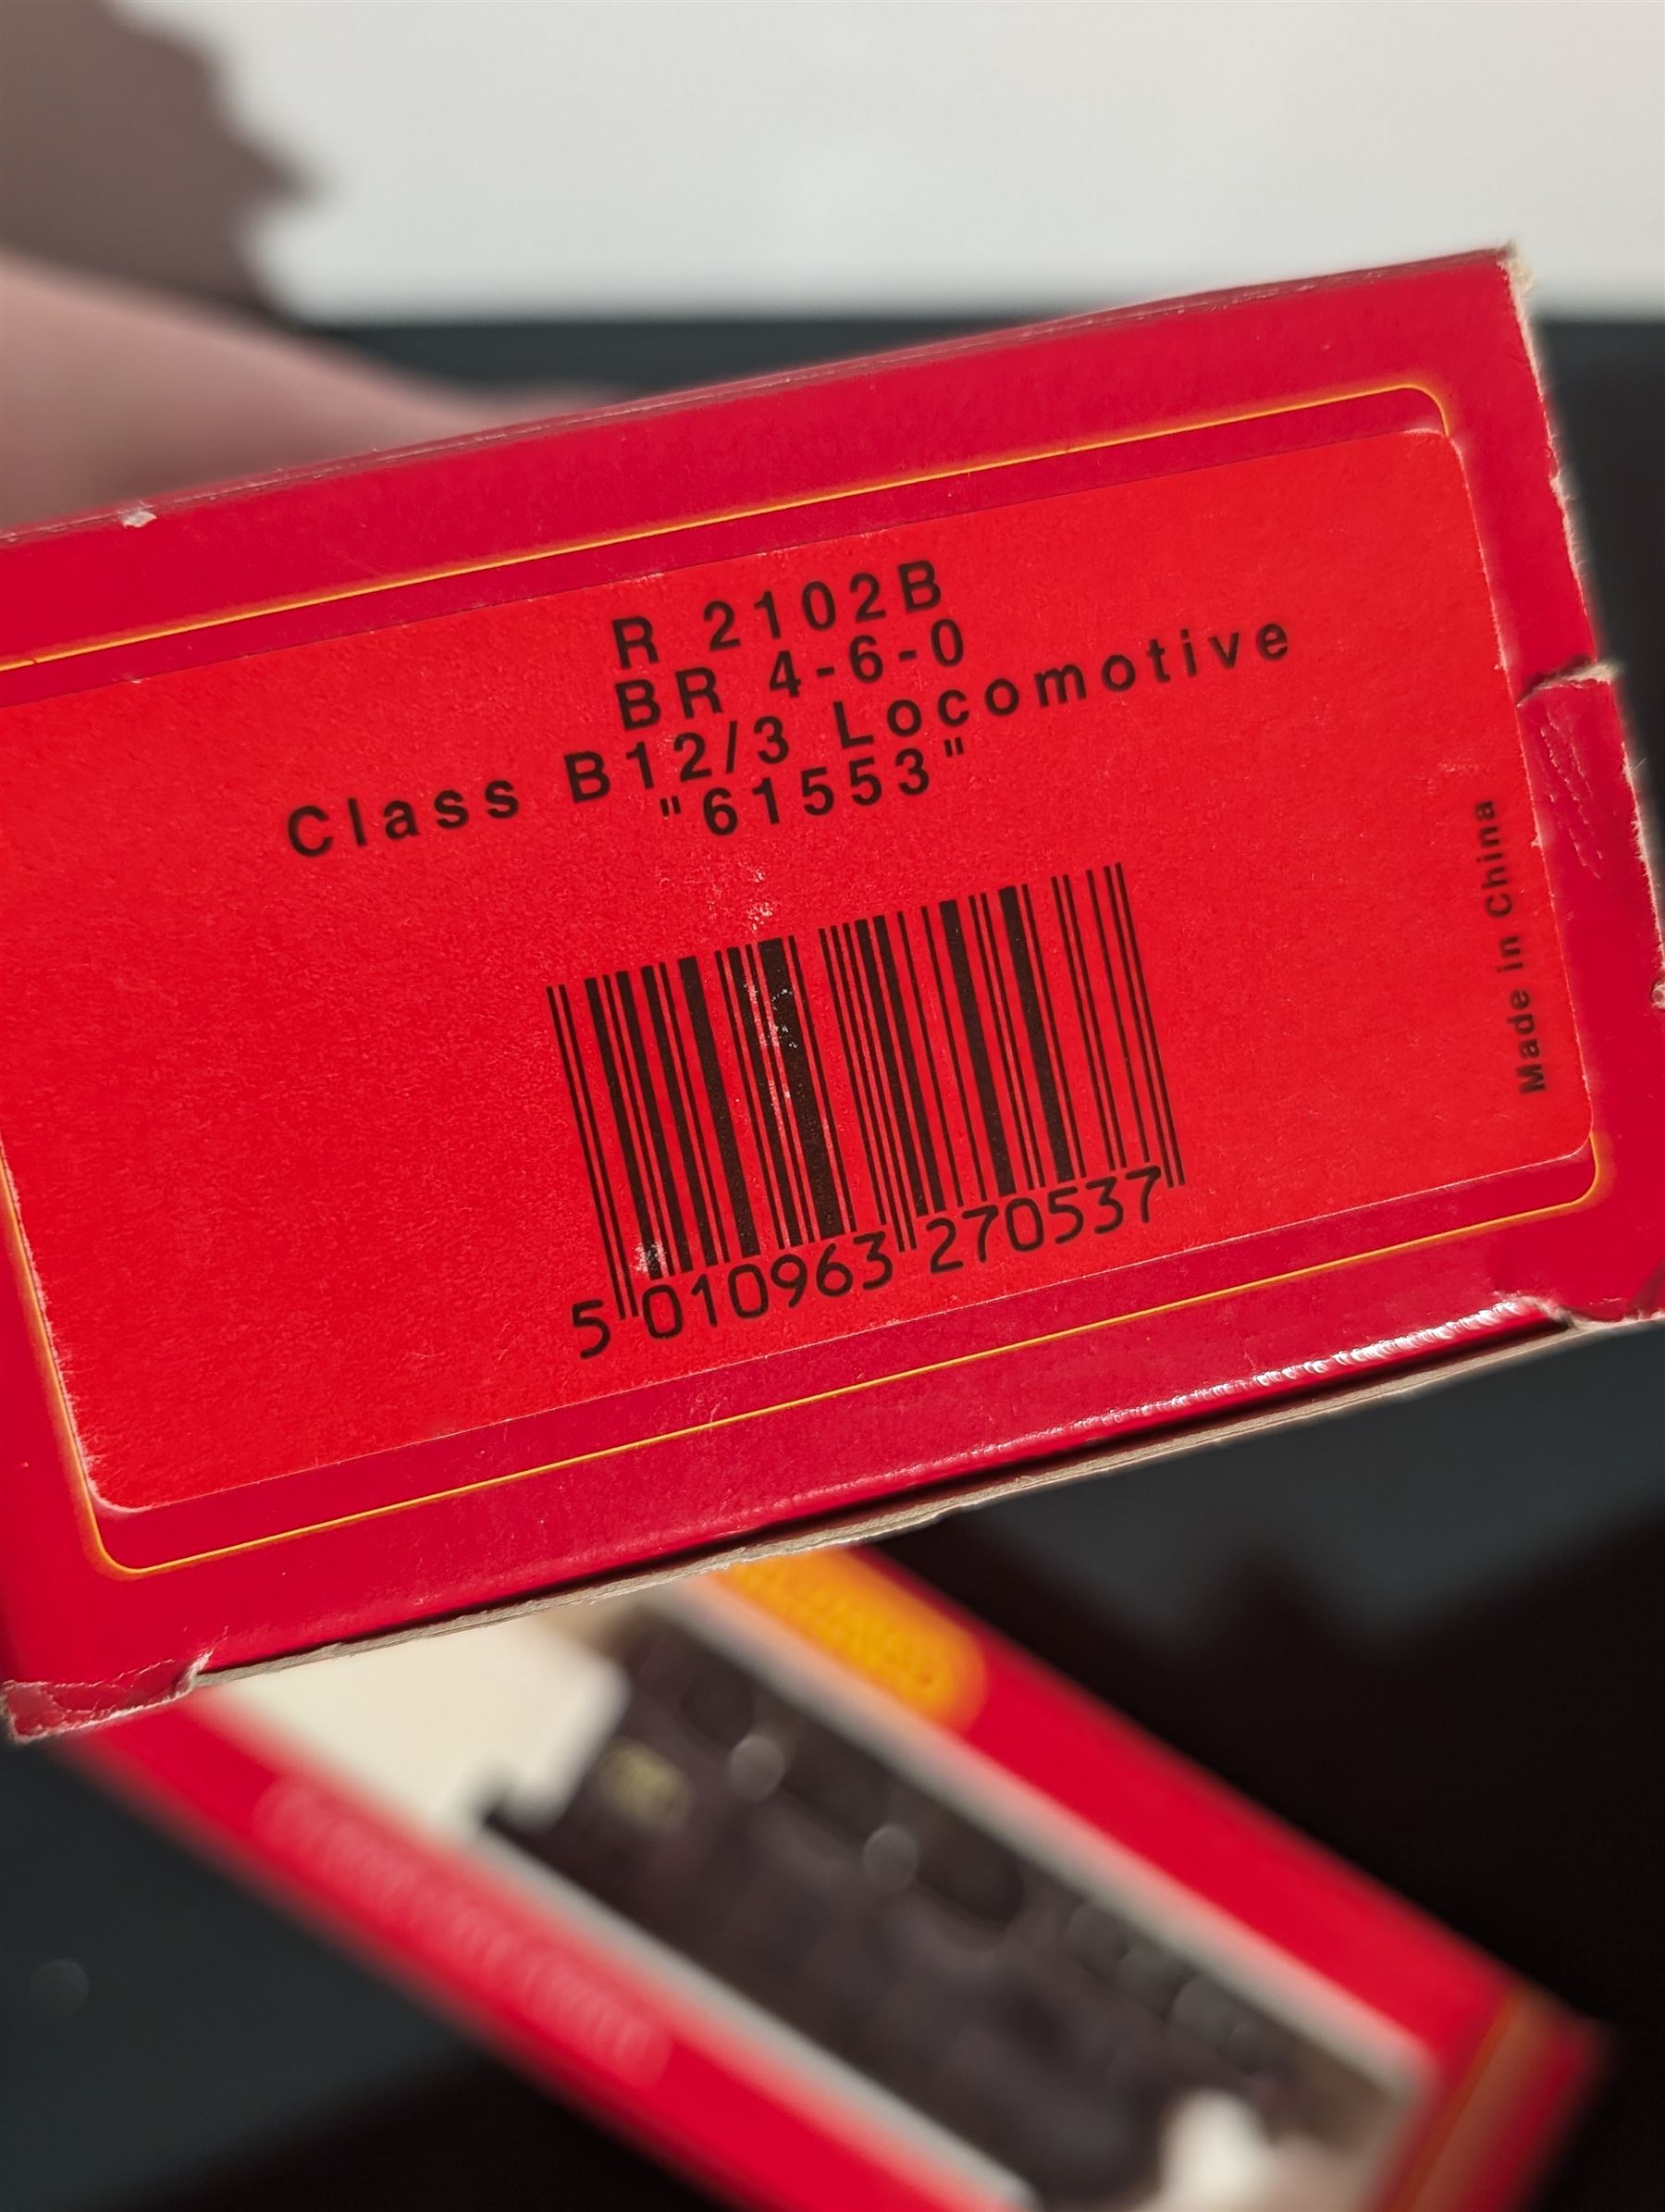 R 2102B
BR 4-6-0
Class B12/3 Locomotive
"61553"
Made in China
5 010963 270537